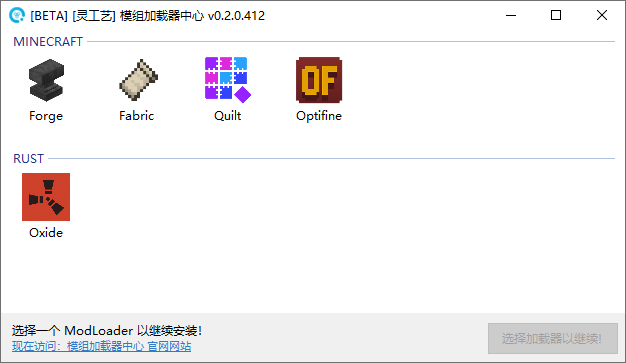 [BETA] [灵工艺] 模组加载器中心 v0.2.0.412
MINECRAFT
OF
Forge Fabric Quilt Optifine
RUST
Oxide
选择一个 ModLoader 以继续安装!
现在访问：模组加载器中心 官网网站
选择加载器以继续!